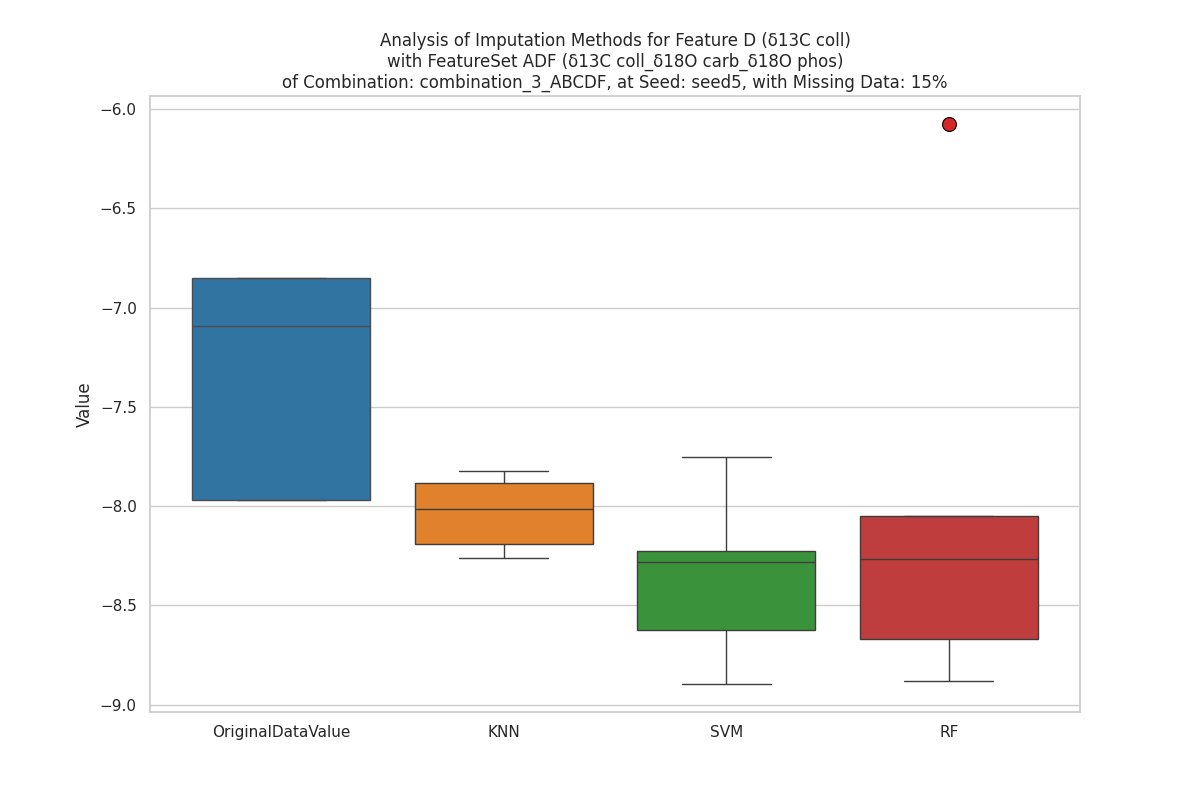 Analysis of Imputation Methods for Feature D (δ13C coll)
with FeatureSet ADF (δ13C coll_δ18O carb_δ18O phos)
of Combination: combination_3_ABCDF, at Seed: seed5, with Missing Data: 15%
−6.0
−6.5
−7.0
−7.5
−8.0
−8.5
−9.0
Value
OriginalDataValue
KNN
SVM
RF